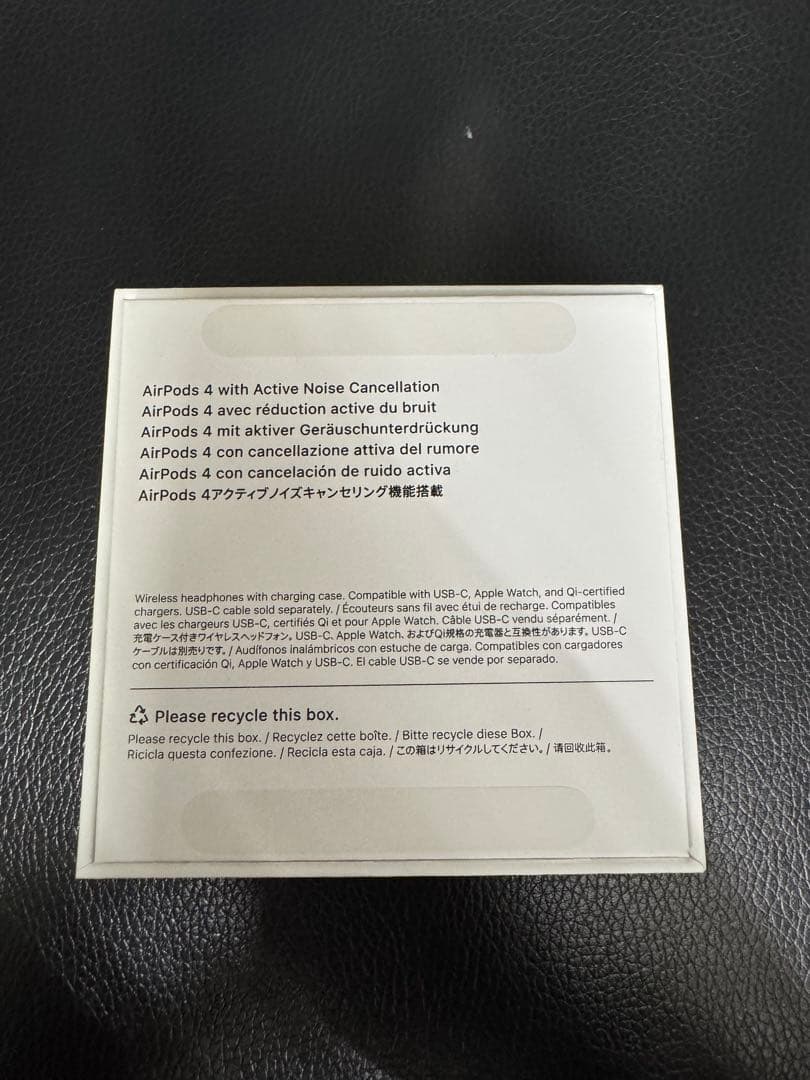 AirPods 4 with Active Noise Cancellation
AirPods 4 avec réduction active du bruit
AirPods 4 mit aktiver Geräuschunterdrückung
AirPods 4 con cancellazione attiva del rumore
AirPods 4 con cancelación de ruido activa
AirPods 4アクティブノイズキャンセリング機能搭載
Wireless headphones with charging case. Compatible with USB-C, Apple Watch, and Qi-certified
chargers. USB-C cable sold separately. / Écouteurs sans fil avec étui de recharge. Compatibles
avec les chargeurs USB-C, certifiés Qi et pour Apple Watch. Câble USB-C vendu séparément. /
充電ケース付きワイヤレスヘッドフォン。USB-C、Apple Watch、およびQi規格の充電器と互換性があります。USB-C
ケーブルは別売りです。/ Audífonos inalámbricos con estuche de carga. Compatibles con cargadores
con certificación Qi, Apple Watch y USB-C. El cable USB-C se vende por separado.
Please recycle this box.
Please recycle this box. / Recyclez cette boîte. / Bitte recycle diese Box. /
Ricicla questa confezione. / Recicla esta caja. / この箱はリサイクルしてください。/ 请回收此箱。